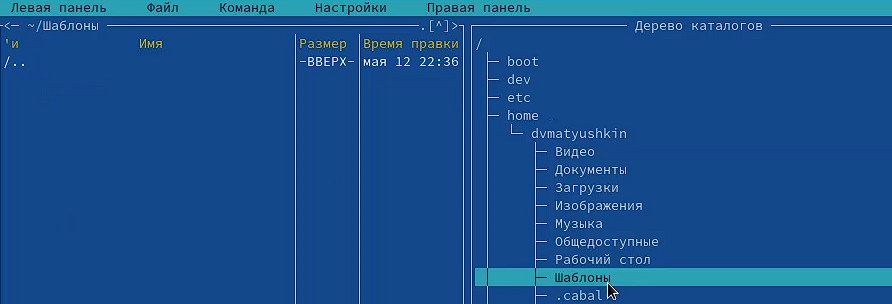 Левая панель Файл Команда Настройки Правая панель
<— ~/Шаблоны .[^]>
'и Имя Размер Время правки
/.. -ВВЕРХ- мая 12 22:36
Дерево каталогов
/
boot
dev
etc
home
dvmatyushkin
Видео
Документы
Загрузки
Изображения
Музыка
Общедоступные
Рабочий стол
Шаблоны
.cabal